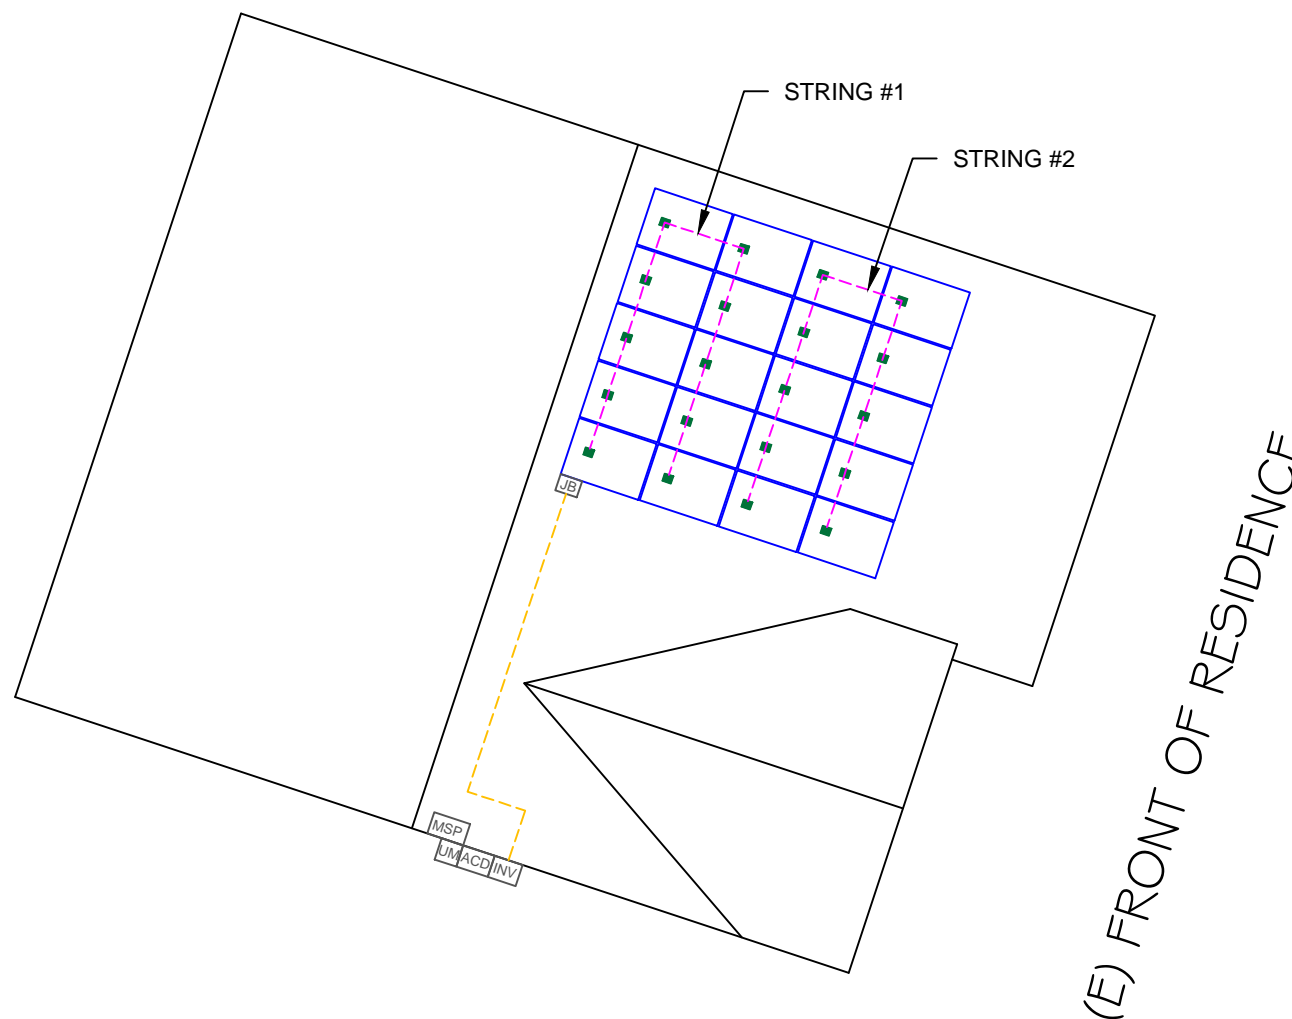 STRING #1
STRING #2
JB
MSP
UM
ACD
INV
(E) FRONT OF RESIDENCE